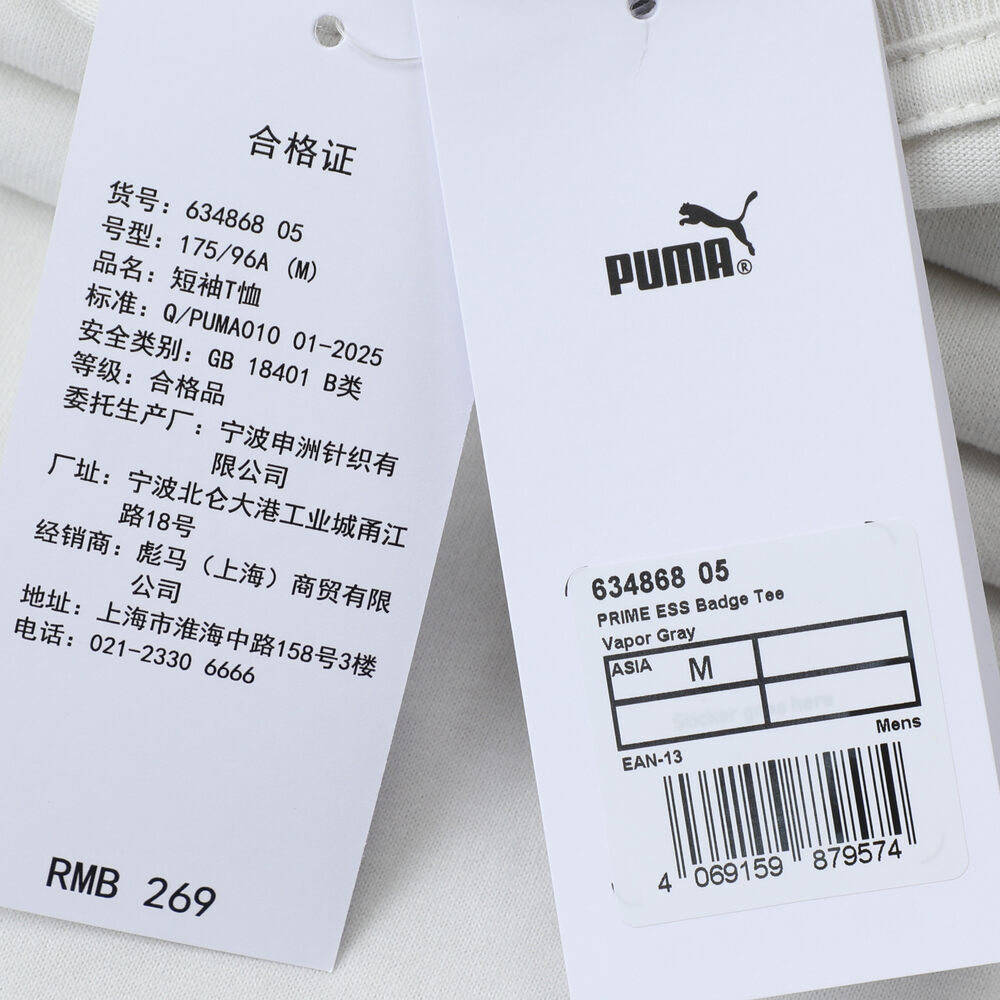 合格证
货号: 634868 05
号型: 175/96A (M)
品名: 短袖T恤
标准: Q/PUMA010 01-2025
安全类别: GB 18401 B类
等级: 合格品
委托生产厂: 宁波申洲针织有
限公司
厂址: 宁波北仑大港工业城甬江
路18号
经销商: 彪马（上海）商贸有限
公司
地址: 上海市淮海中路158号3楼
电话: 021-2330 6666
RMB 269
PUMA®
634868 05
PRIME ESS Badge Tee
Vapor Gray
ASIA M
Sticker goes here
Mens
EAN-13
4 069159 879574